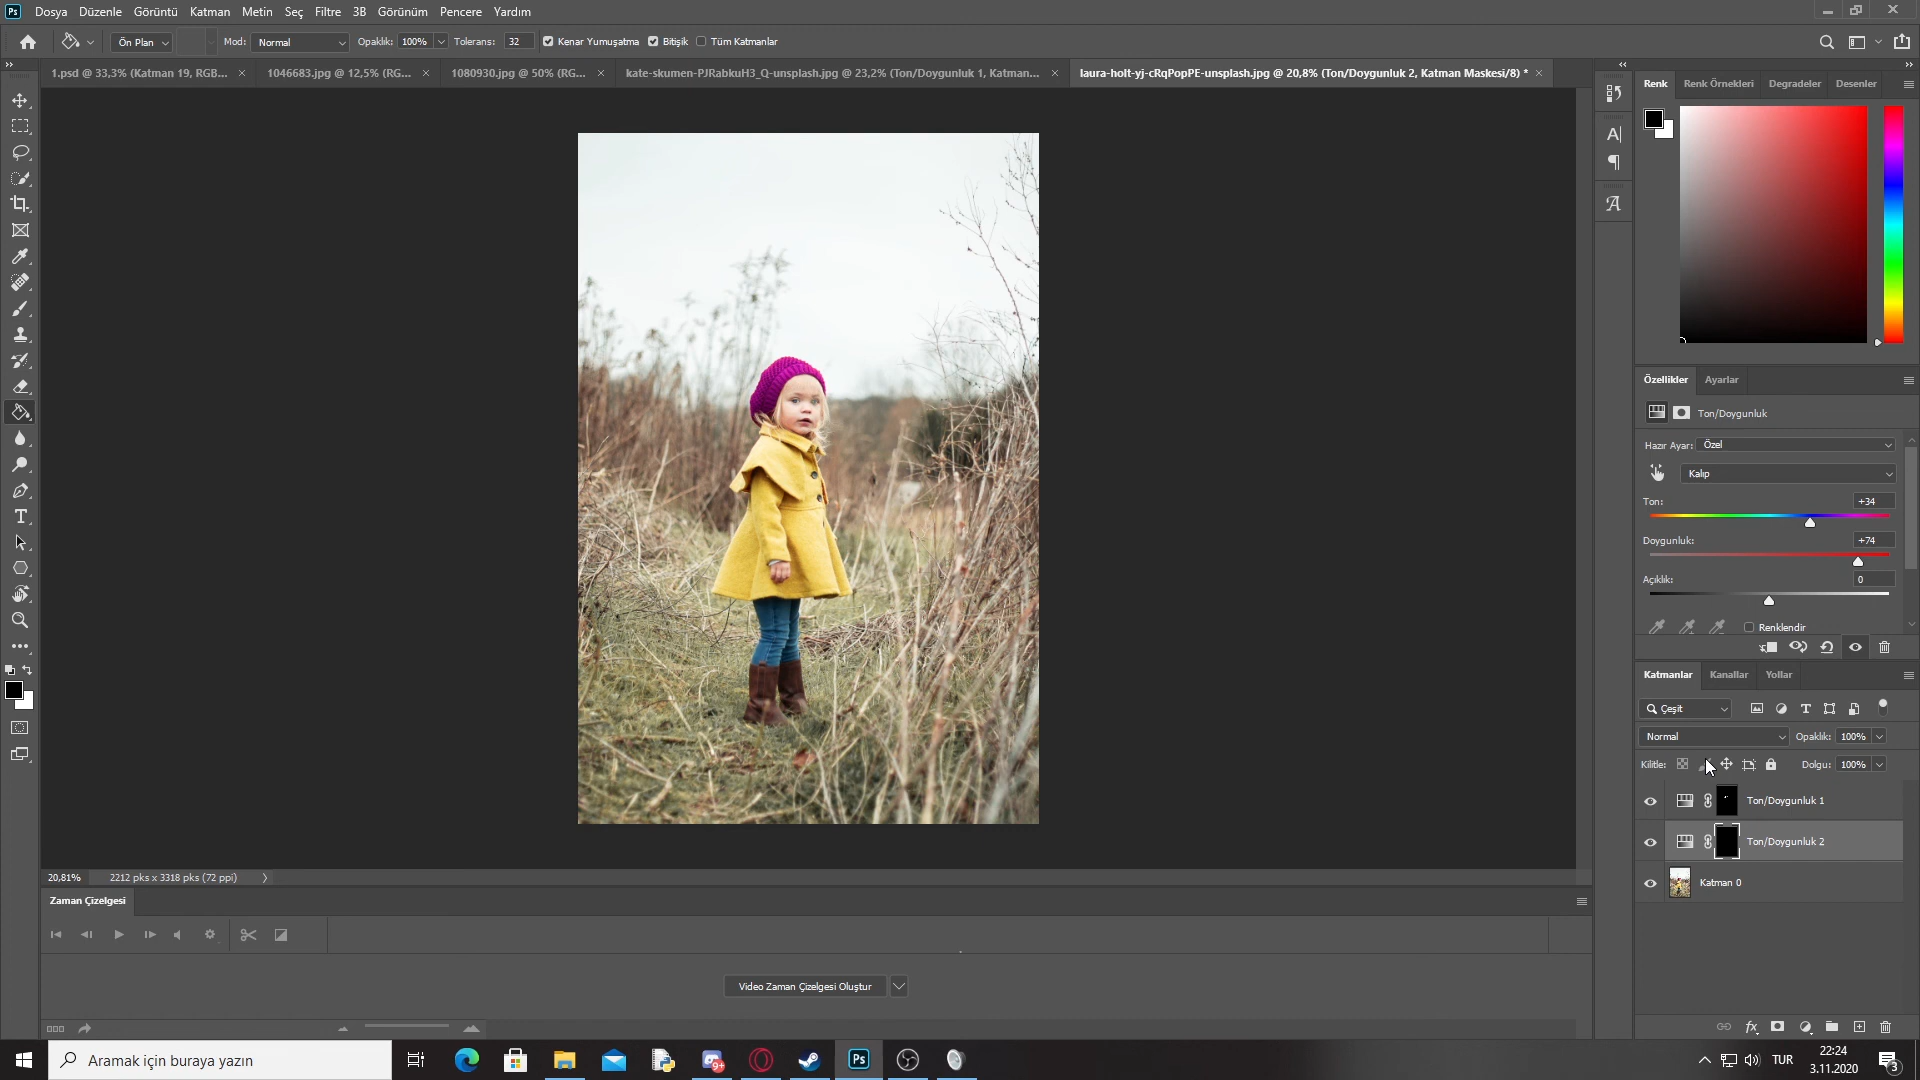 Ps Dosya Düzenle Görüntü Katman Metin Seç Filtre 3B Görünüm Pencere Yardım
Ön Plan Mod: Normal Opaklık: 100% Tolerans: 32 Kenar Yumuşatma Bitişik Tüm Katmanlar
1.psd @ 33,3% (Katman 19, RGB... 1046683.jpg @ 12,5% (RG... 1080930.jpg @ 50% (RG... kate-skumen-PJRabkuH3_Q-unsplash.jpg @ 23,2% (Ton/Doygunluk 1, Katman... laura-holt-yj-cRqPopPE-unsplash.jpg @ 20,8% (Ton/Doygunluk 2, Katman Maskesi/8) *
Renk Renk Örnekleri Degradeler Desenler
Özellikler Ayarlar
Ton/Doygunluk
Hazır Ayar: Özel
Kalıp
Ton: +34
Doygunluk: +74
Açıklık: 0
Renklendir
Katmanlar Kanallar Yollar
Çeşit
Normal Opaklık: 100%
Kilitle: Dolgu: 100%
Ton/Doygunluk 1
Ton/Doygunluk 2
Katman 0
20,81% 2212 pks x 3318 pks (72 ppi)
Zaman Çizelgesi
Video Zaman Çizelgesi Oluştur
Aramak için buraya yazın
9+
Ps
TUR
22:24
3.11.2020
3